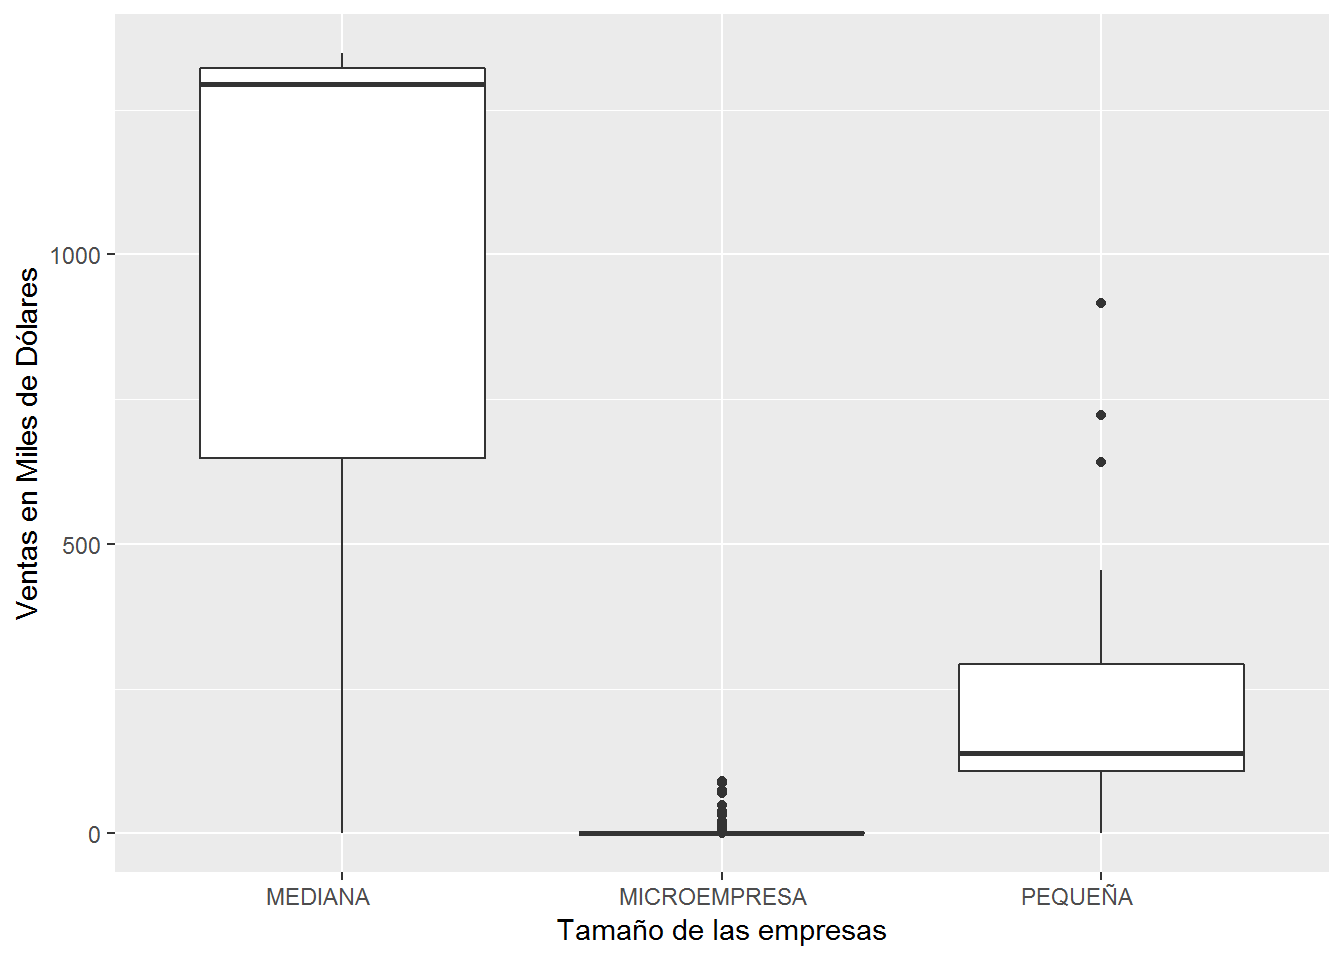 Ventas en Miles de Dólares
1000
500
0
MEDIANA MICROEMPRESA PEQUEÑA
Tamaño de las empresas